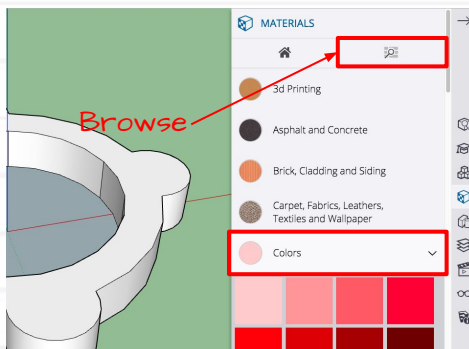 MATERIALS
3d Printing
Browse
Asphalt and Concrete
Brick, Cladding and Siding
Carpet, Fabrics, Leathers,
Textiles and Wallpaper
Colors